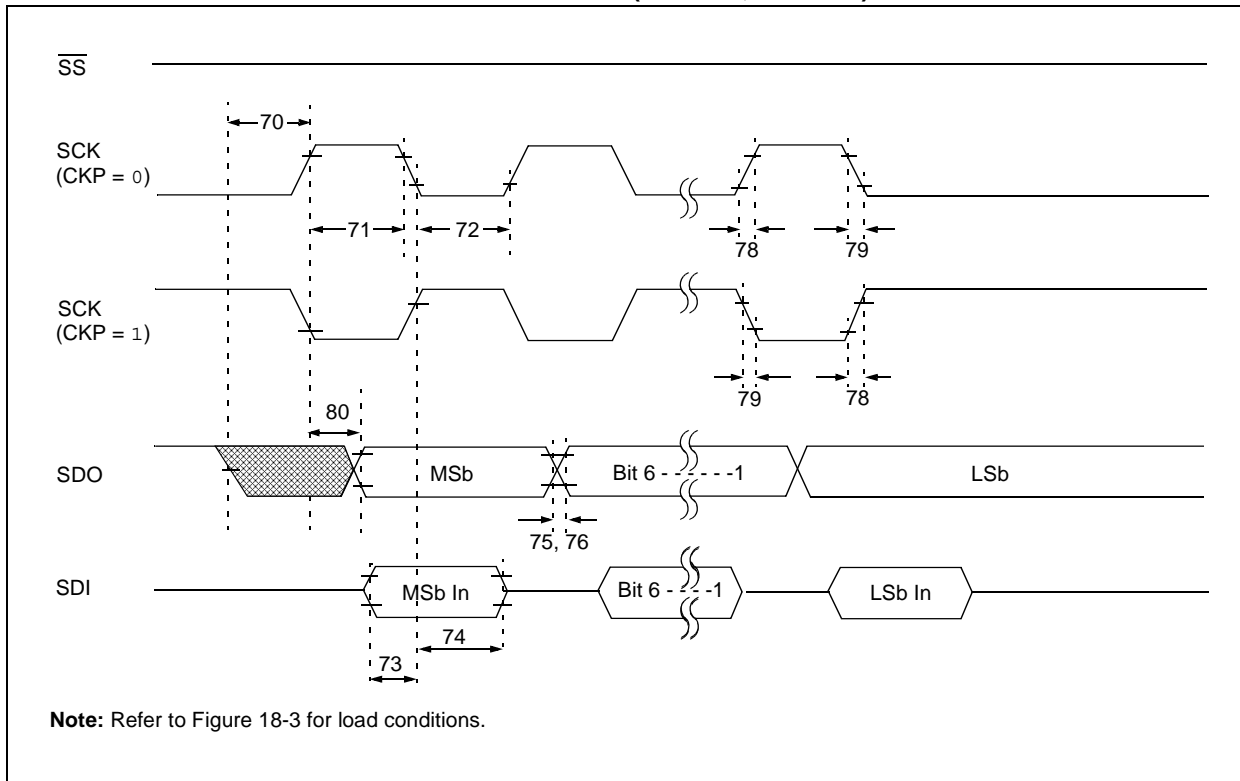 SS
70
SCK
(CKP = 0)
71
72
78
79
SCK
(CKP = 1)
79
78
80
SDO
MSb
Bit 6 - - - - - -1
LSb
75, 76
SDI
MSb In
Bit 6 - - - - -1
LSb In
74
73
Note: Refer to Figure 18-3 for load conditions.